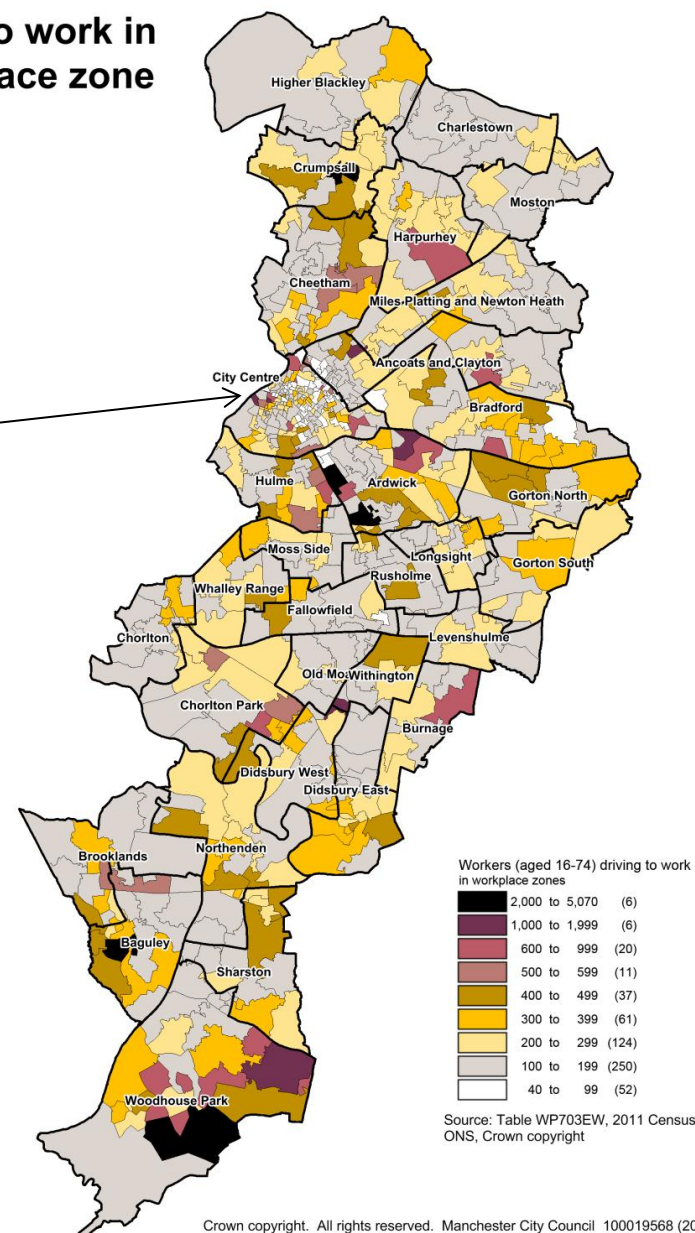 o work in
lace zone
Higher Blackley
Charlestown
Crumpsall
Moston
Harpurhey
Cheetham
Miles Platting and Newton Heath
Ancoats and Clayton
City Centre
Bradford
Hulme
Ardwick
Gorton North
Moss Side
Longsight
Gorton South
Rusholme
Whalley Range
Fallowfield
Chorlton
Levenshulme
Old Moa
Withington
Chorlton Park
Burnage
Didsbury West
Didsbury East
Northenden
Brooklands
Baguley
Sharston
Woodhouse Park
Workers (aged 16-74) driving to work
in workplace zones
2,000 to 5,070 (6)
1,000 to 1,999 (6)
600 to 999 (20)
500 to 599 (11)
400 to 499 (37)
300 to 399 (61)
200 to 299 (124)
100 to 199 (250)
40 to 99 (52)
Source: Table WP703EW, 2011 Census
ONS, Crown copyright
Crown copyright. All rights reserved. Manchester City Council 100019568 (20